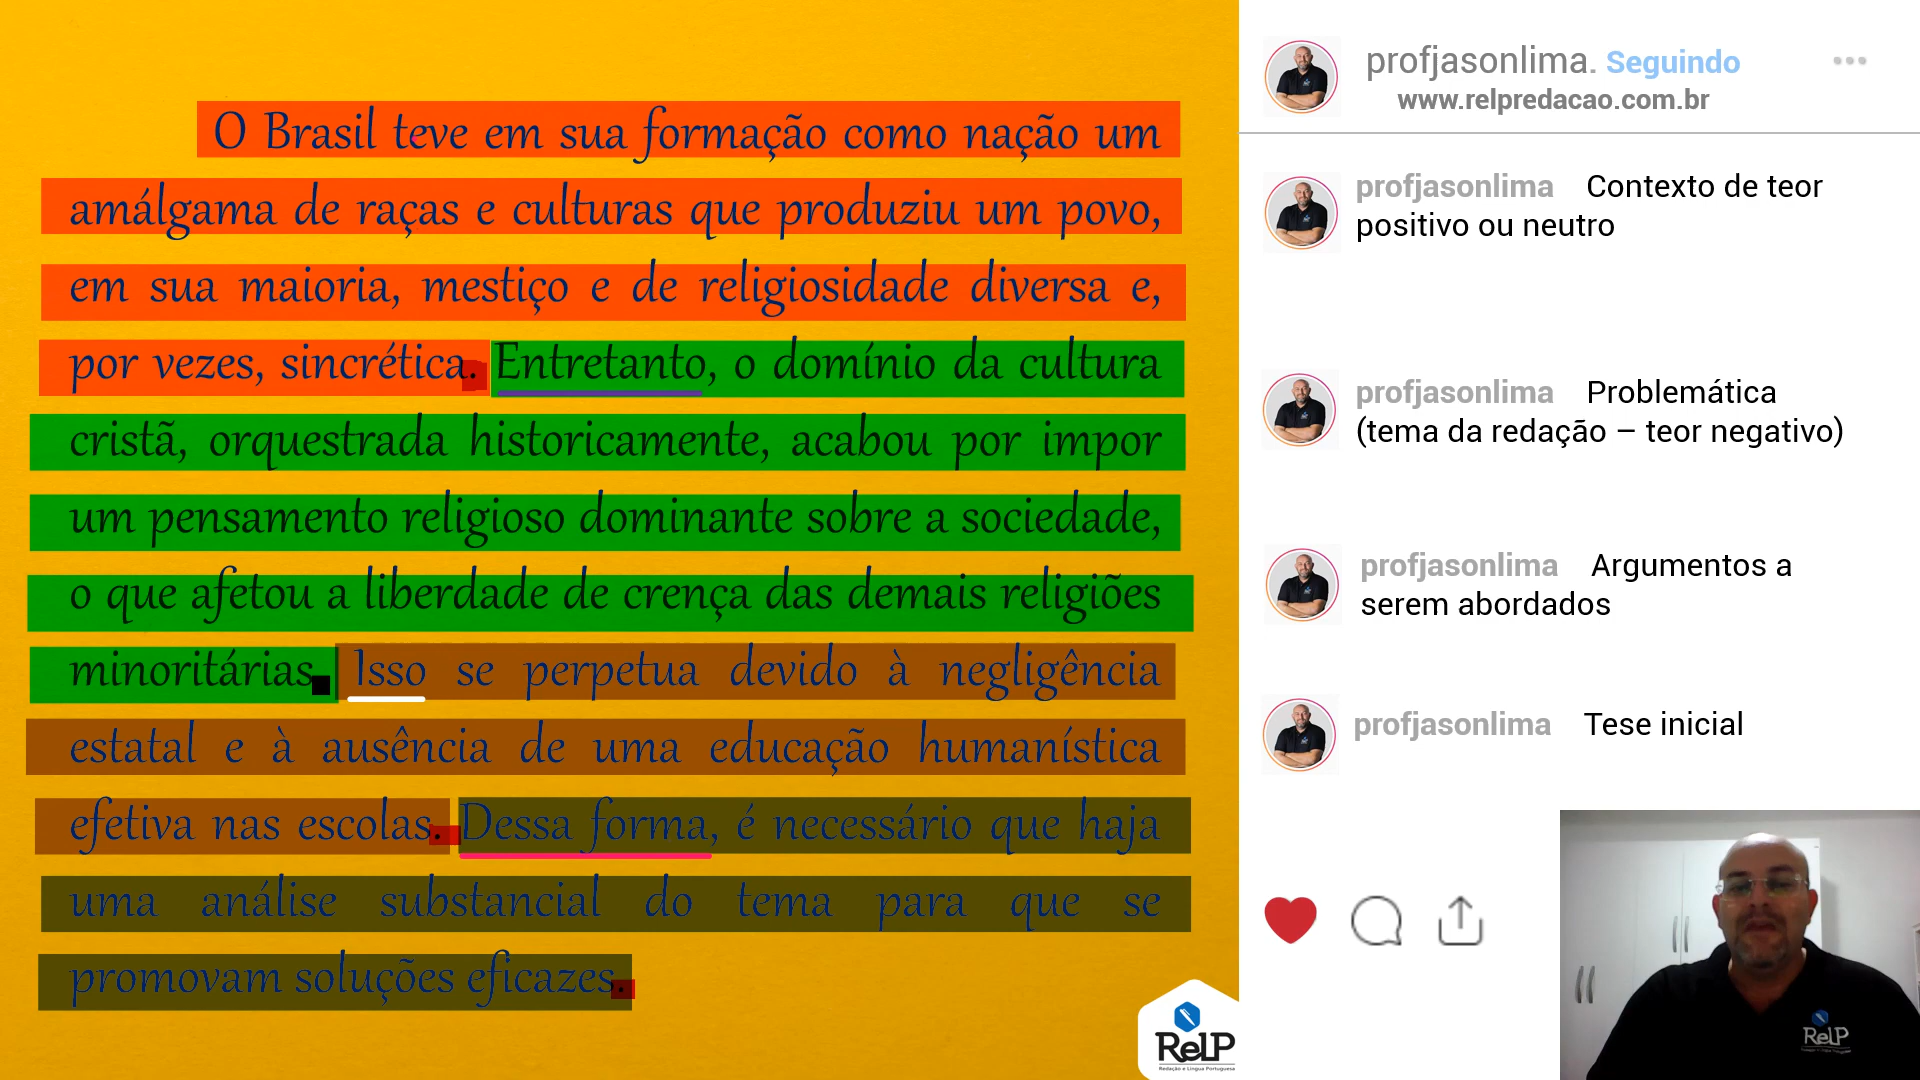 O Brasil teve em sua formação como nação um
amálgama de raças e culturas que produziu um povo,
em sua maioria, mestiço e de religiosidade diversa e,
por vezes, sincrética. Entretanto, o domínio da cultura
cristã, orquestrada historicamente, acabou por impor
um pensamento religioso dominante sobre a sociedade,
o que afetou a liberdade de crença das demais religiões
minoritárias. Isso se perpetua devido à negligência
estatal e à ausência de uma educação humanística
efetiva nas escolas. Dessa forma, é necessário que haja
uma análise substancial do tema para que se
promovam soluções eficazes.
profjasonlima. Seguindo
www.relpredacao.com.br
profjasonlima Contexto de teor
positivo ou neutro
profjasonlima Problemática
(tema da redação – teor negativo)
profjasonlima Argumentos a
serem abordados
profjasonlima Tese inicial
ReLP
Redação e Língua Portuguesa
ReLP